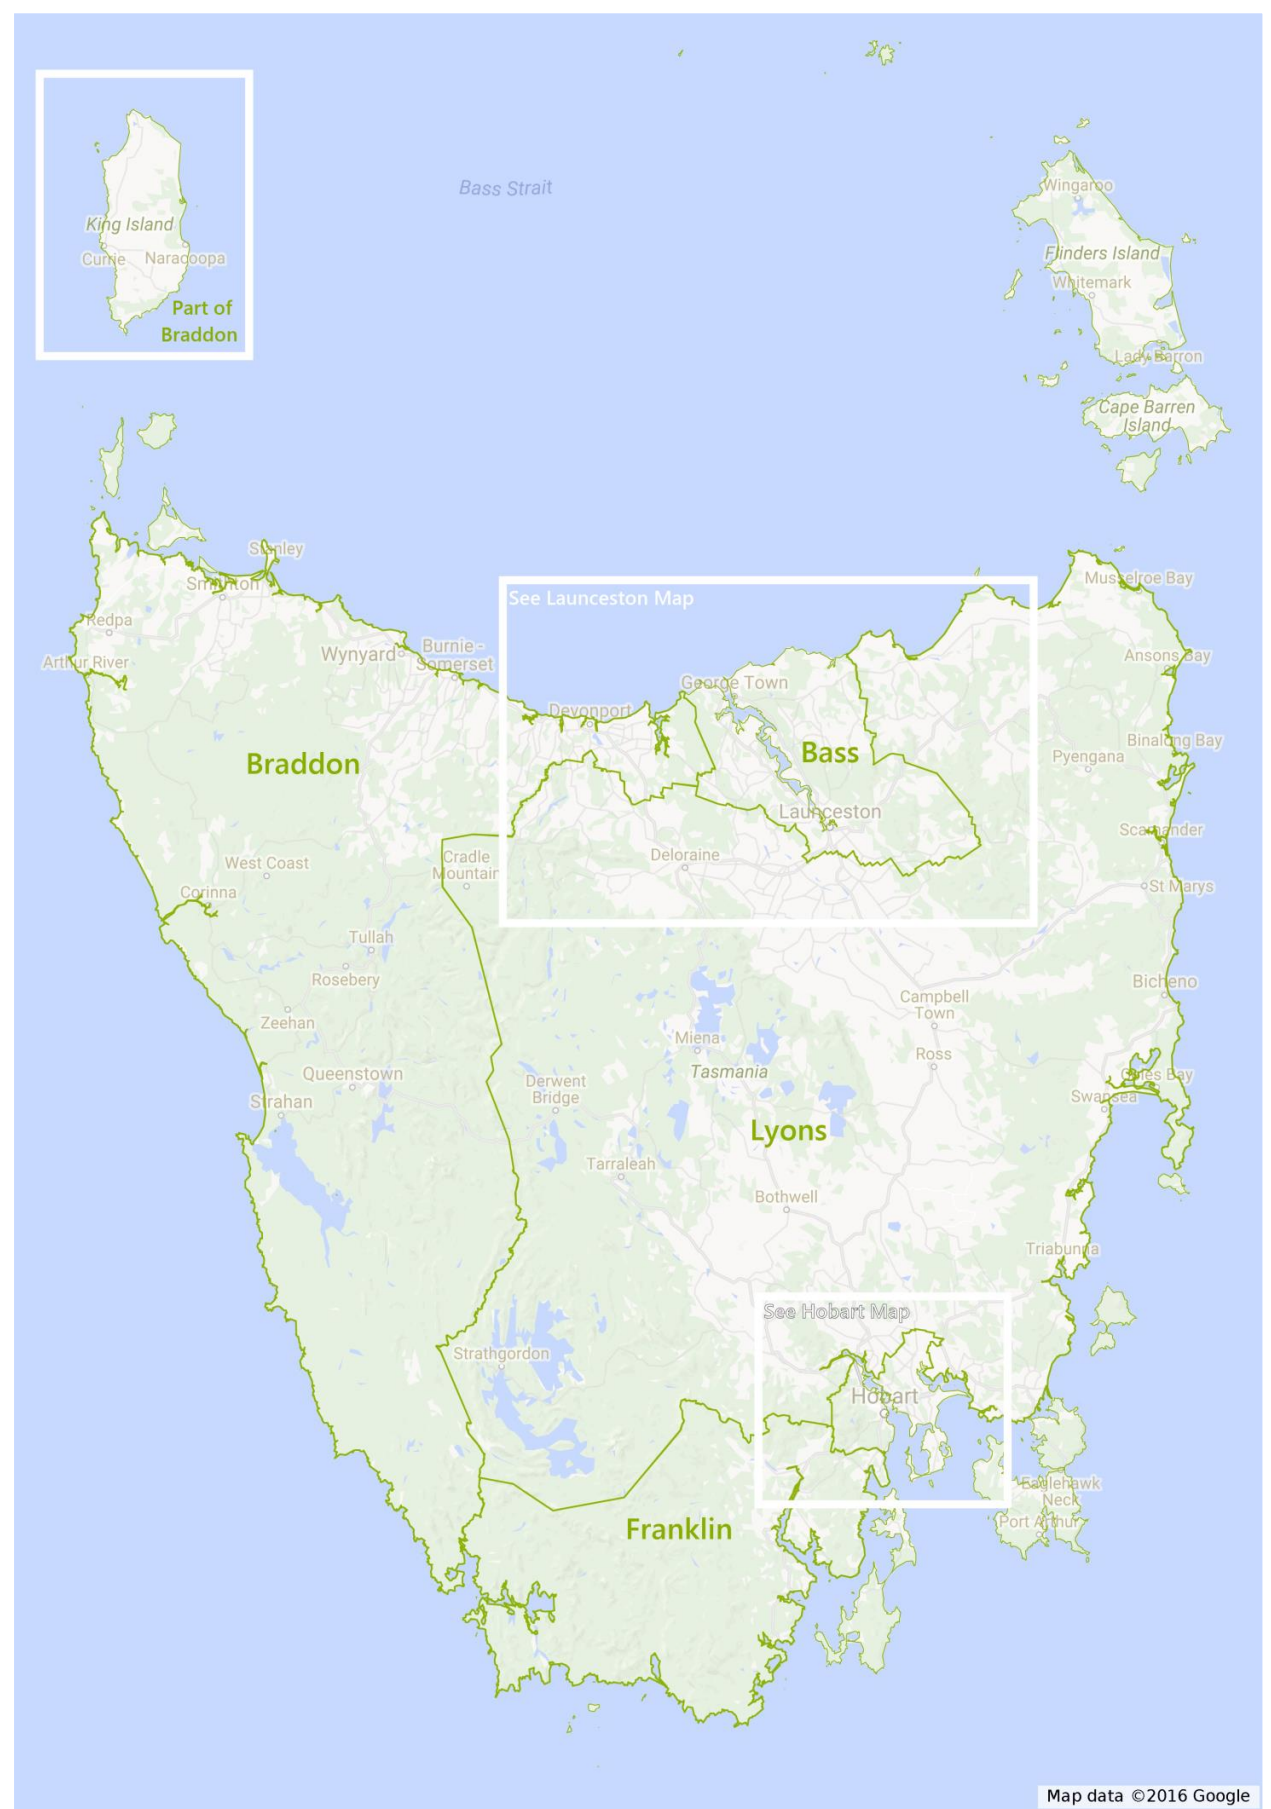 Bass Strait
Wingaroo
King Island
Flinders Island
Currie
Naracoopa
Whitemark
Part of
Braddon
Lady Barron
Cape Barren
Island
Stanley
Smithton
Musselroe Bay
See Launceston Map
Redpa
Wynyard
Burnie -
Somerset
Arthur River
Ansons Bay
George Town
Devonport
Braddon
Bass
Binalong Bay
Pyengana
Launceston
Scamander
West Coast
Cradle
Mountain
Deloraine
Corinna
St Marys
Tullah
Rosebery
Bicheno
Campbell
Town
Zeehan
Miena
Ross
Queenstown
Tasmania
Derwent
Bridge
Coles Bay
Strahan
Swansea
Lyons
Tarraleah
Bothwell
Triabunna
See Hobart Map
Strathgordon
Hobart
Eaglehawk
Neck
Franklin
Port Arthur
Map data ©2016 Google